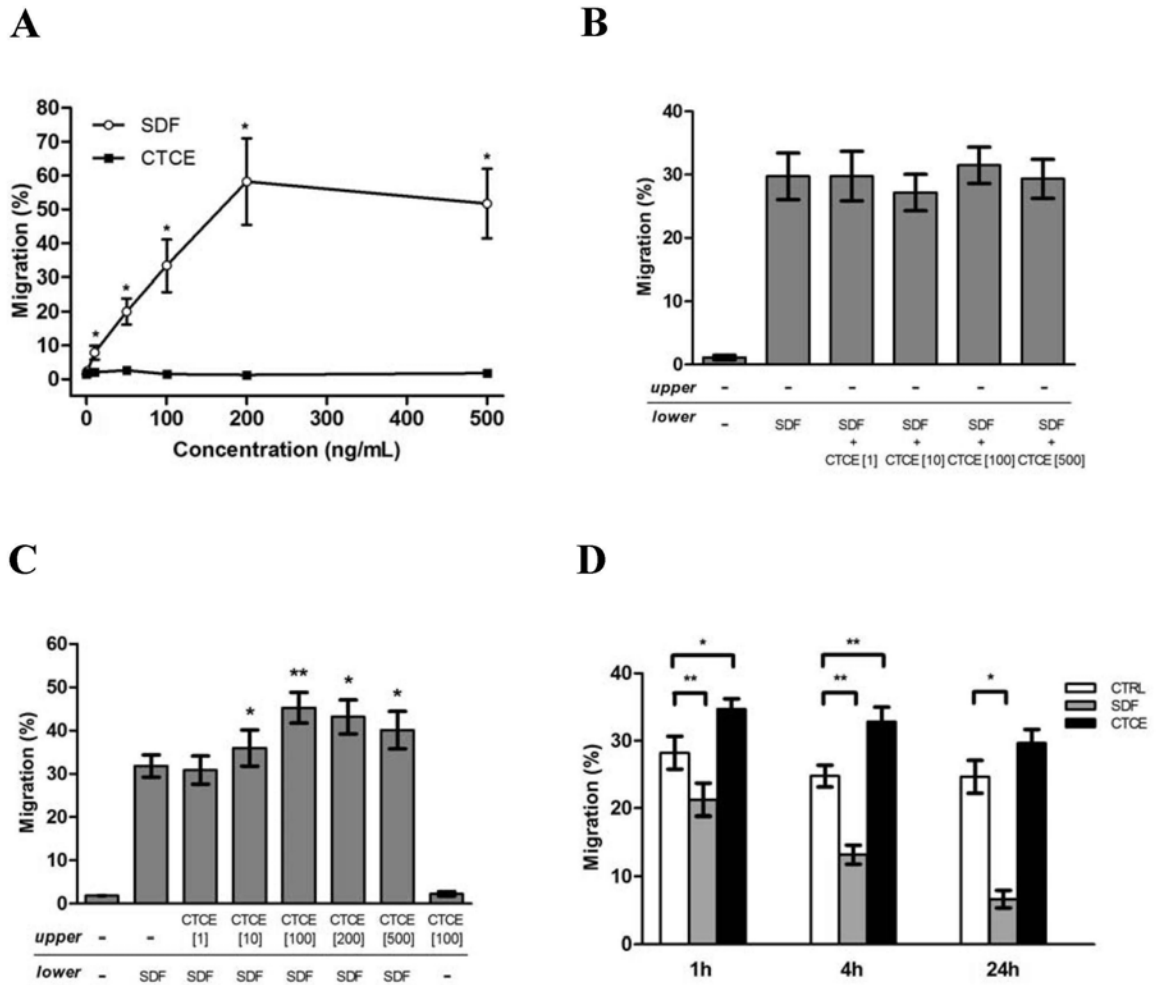 A
80
70
60
50
40
30
20
10
0
Migration (%)
SDF
CTCE
*
*
*
*
*
*
0 100 200 300 400 500
Concentration (ng/mL)
B
40
30
20
10
0
Migration (%)
upper - - - - - -
lower - SDF SDF SDF SDF SDF
+ + + +
CTCE [1] CTCE [10] CTCE [100] CTCE [500]
C
60
50
40
30
20
10
0
Migration (%)
* ** * *
CTCE CTCE CTCE CTCE CTCE CTCE
upper - - [1] [10] [100] [200] [500] [100]
lower - SDF SDF SDF SDF SDF SDF -
D
40
30
20
10
0
Migration (%)
* **
** ** *
CTRL
SDF
CTCE
1h 4h 24h